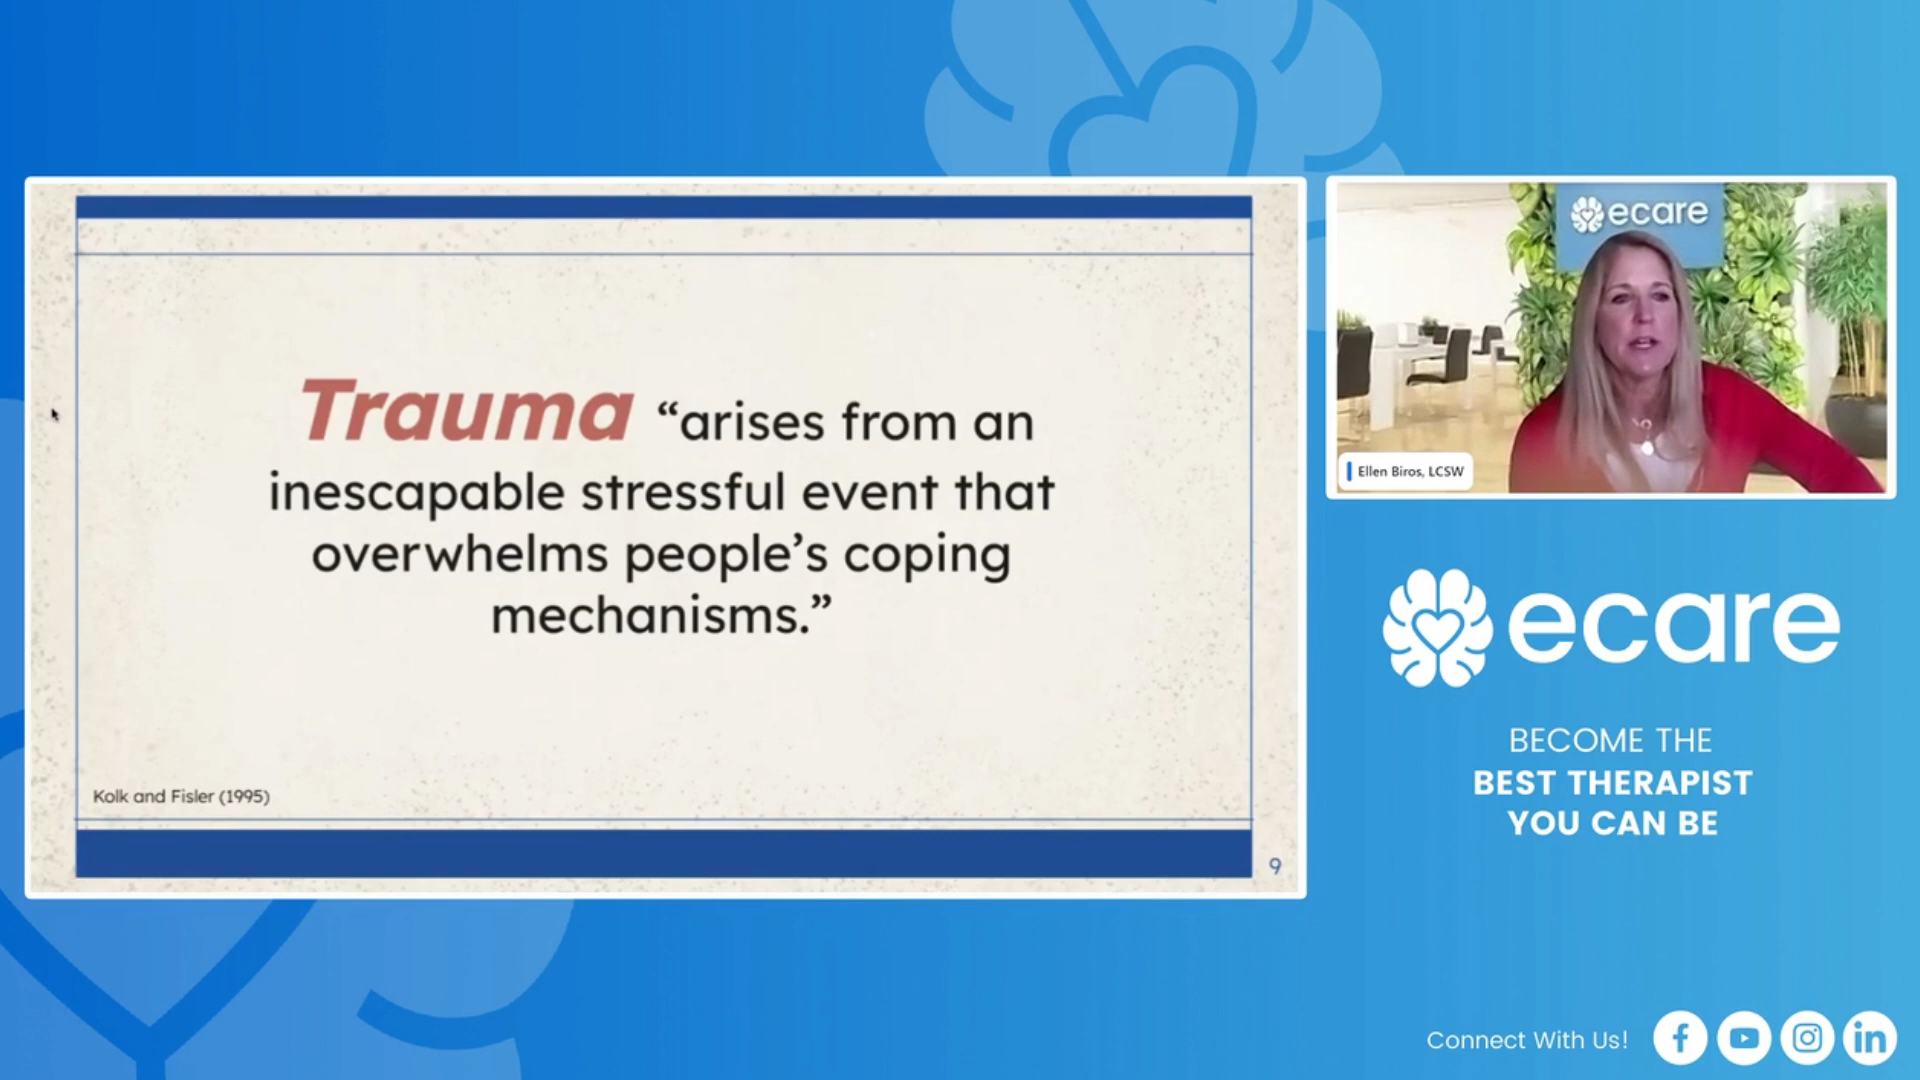 Trauma “arises from an
inescapable stressful event that
overwhelms people’s coping
mechanisms.”
Kolk and Fisler (1995)
9
ecare
Ellen Biros, LCSW
ecare
BECOME THE
BEST THERAPIST
YOU CAN BE
Connect With Us!